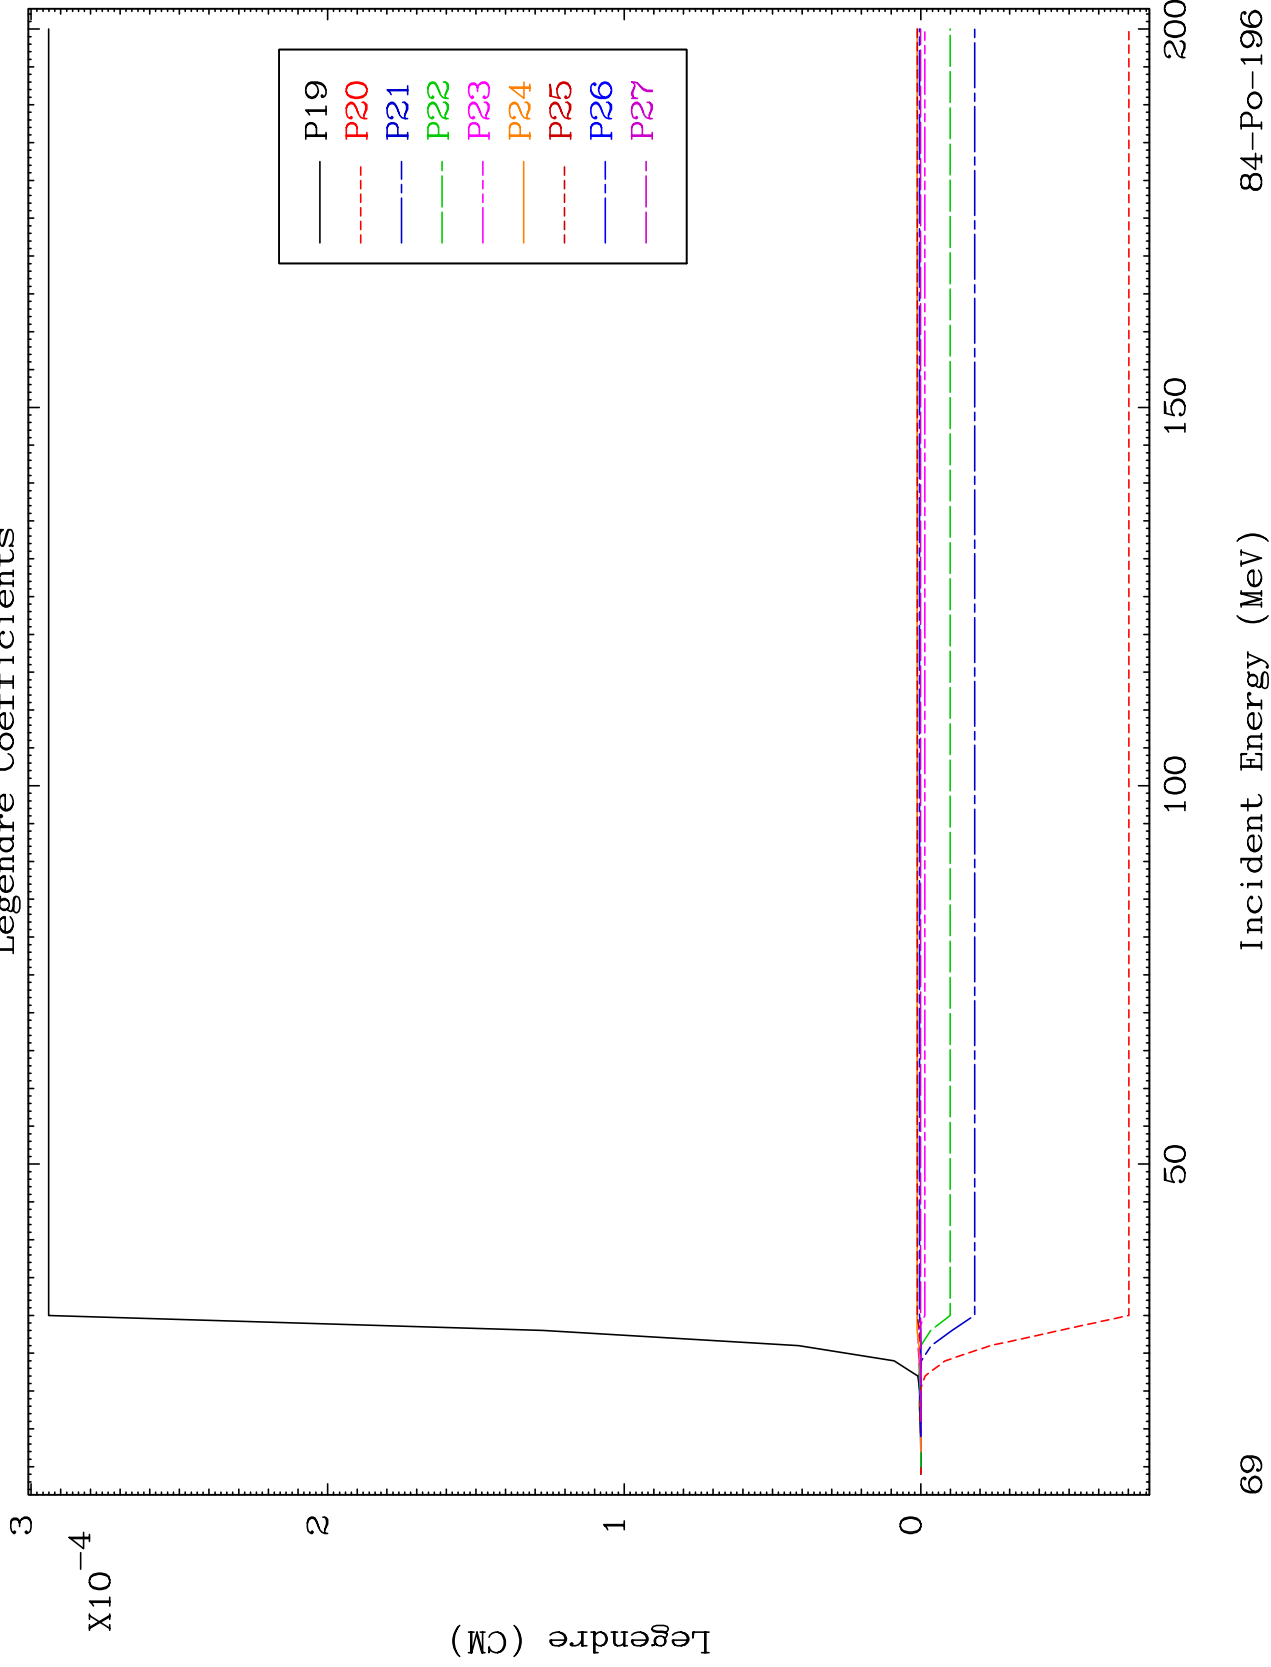 Legendre Coefficients
X10-4
3
2
1
0
Legendre (CM)
P19
P20
P21
P22
P23
P24
P25
P26
P27
50
100
150
200
69
Incident Energy (MeV)
84-Po-196